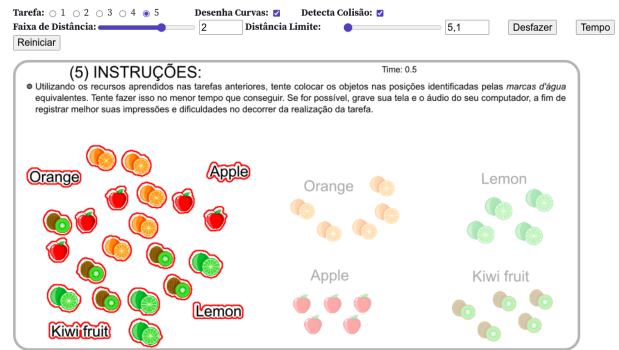 Tarefa: 1 2 3 4 5 Desenha Curvas: Detecta Colisão:
Faixa de Distância: 2 Distância Limite: 5,1 Desfazer Tempo
Reiniciar
(5) INSTRUÇÕES: Time: 0.5
Utilizando os recursos aprendidos nas tarefas anteriores, tente colocar os objetos nas posições identificadas pelas marcas d'água
equivalentes. Tente fazer isso no menor tempo que conseguir. Se for possível, grave sua tela e o áudio do seu computador, a fim de
registrar melhor suas impressões e dificuldades no decorrer da realização da tarefa.
Orange
Apple
Orange
Lemon
Apple
Kiwi fruit
Lemon
Kiwi fruit